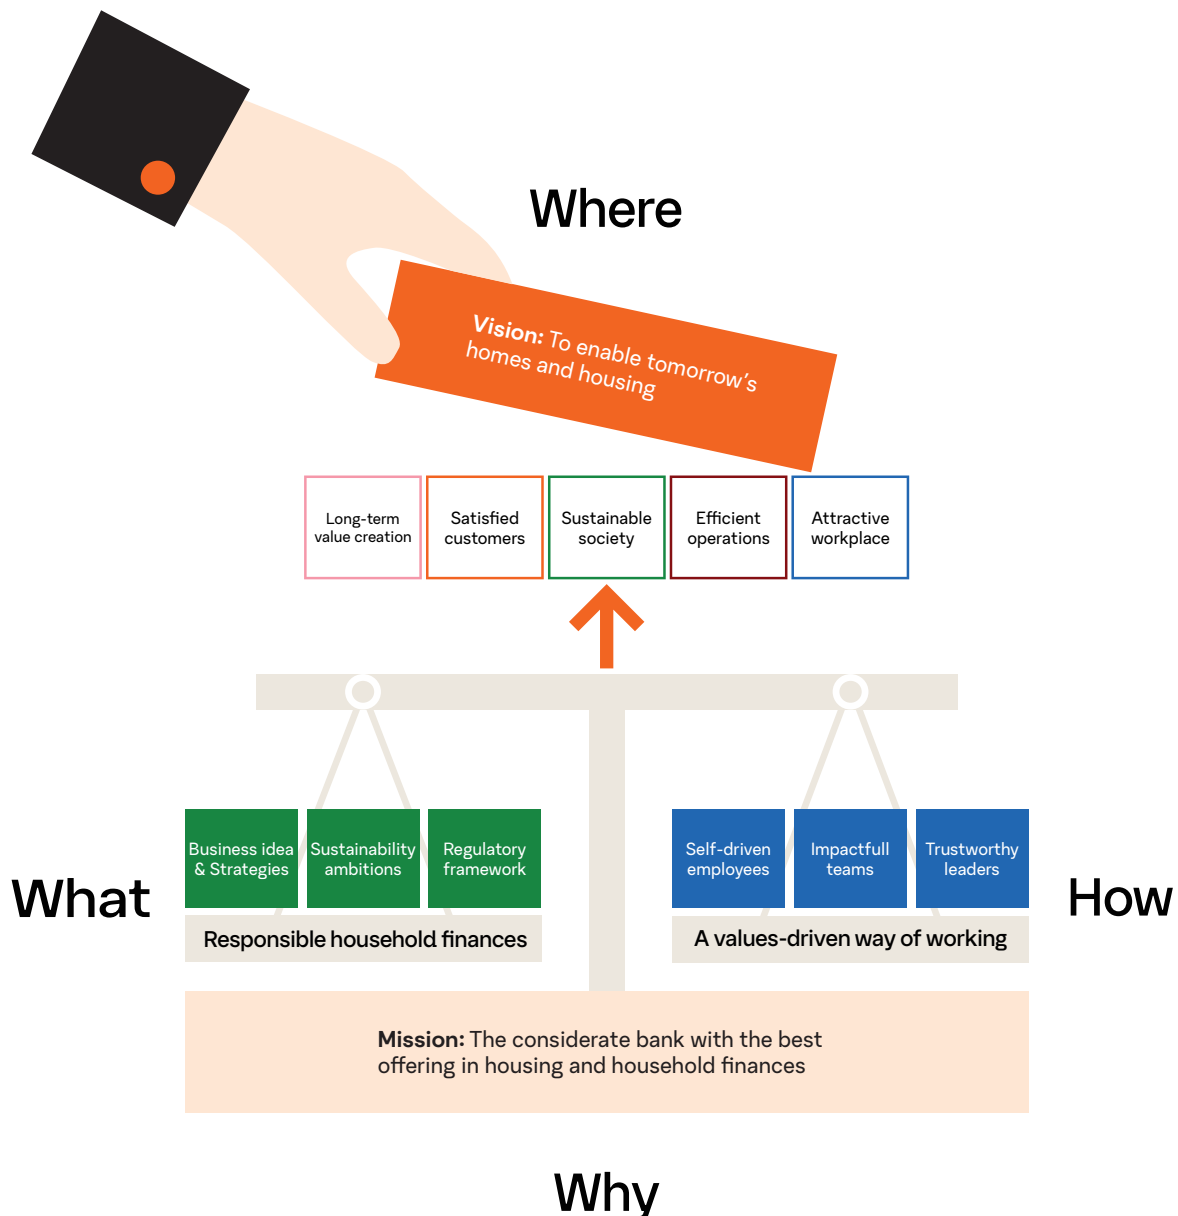 Where
Vision: To enable tomorrow's
homes and housing
Long-term
value creation
Satisfied
customers
Sustainable
society
Efficient
operations
Attractive
workplace
What
Business idea
& Strategies
Sustainability
ambitions
Regulatory
framework
Responsible household finances
Self-driven
employees
Impactfull
teams
Trustworthy
leaders
A values-driven way of working
How
Mission: The considerate bank with the best
offering in housing and household finances
Why